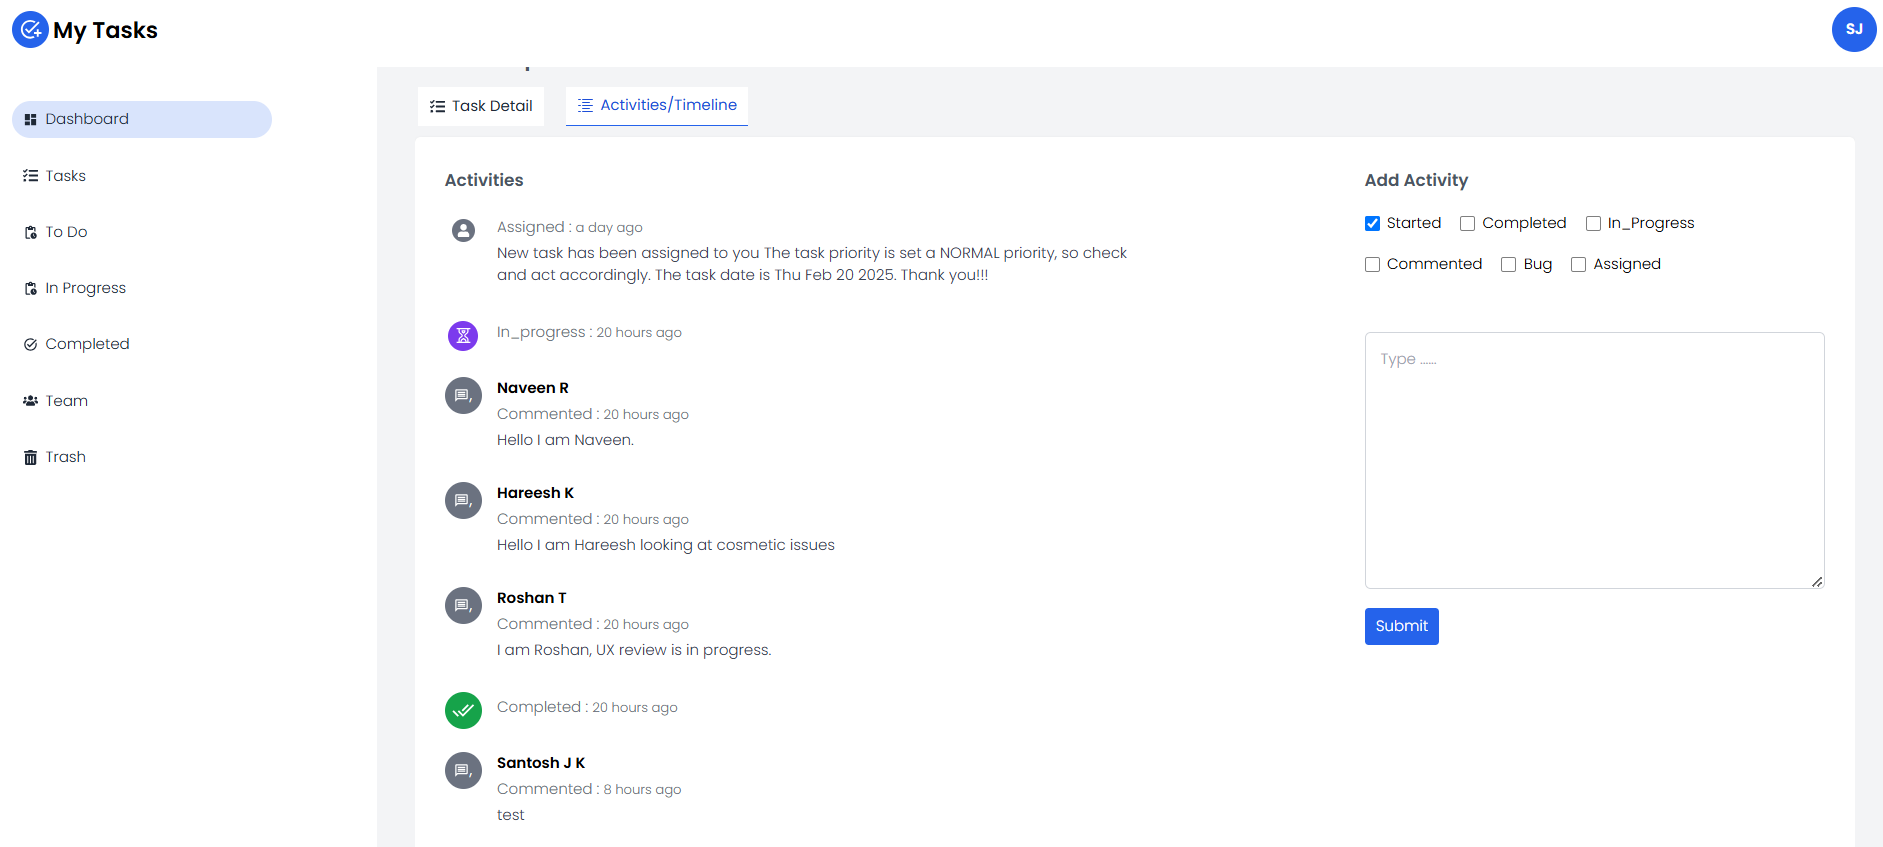 My Tasks
SJ
Dashboard
Tasks
To Do
In Progress
Completed
Team
Trash
Task Detail
Activities/Timeline
Activities
Assigned : a day ago
New task has been assigned to you The task priority is set a NORMAL priority, so check
and act accordingly. The task date is Thu Feb 20 2025. Thank you!!!
In_progress : 20 hours ago
Naveen R
Commented : 20 hours ago
Hello I am Naveen.
Hareesh K
Commented : 20 hours ago
Hello I am Hareesh looking at cosmetic issues
Roshan T
Commented : 20 hours ago
I am Roshan, UX review is in progress.
Completed : 20 hours ago
Santosh J K
Commented : 8 hours ago
test
Add Activity
Started Completed In_Progress
Commented Bug Assigned
Type ......
Submit